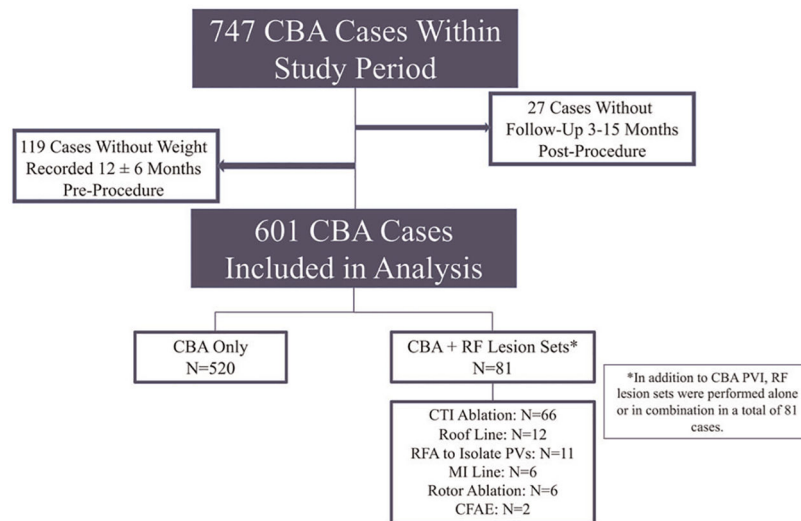 747 CBA Cases Within
Study Period
27 Cases Without
Follow-Up 3-15 Months
Post-Procedure
119 Cases Without Weight
Recorded 12 ± 6 Months
Pre-Procedure
601 CBA Cases
Included in Analysis
CBA Only
N=520
CBA + RF Lesion Sets*
N=81
*In addition to CBA PVI, RF
lesion sets were performed alone
or in combination in a total of 81
cases.
CTI Ablation: N=66
Roof Line: N=12
RFA to Isolate PVs: N=11
MI Line: N=6
Rotor Ablation: N=6
CFAE: N=2